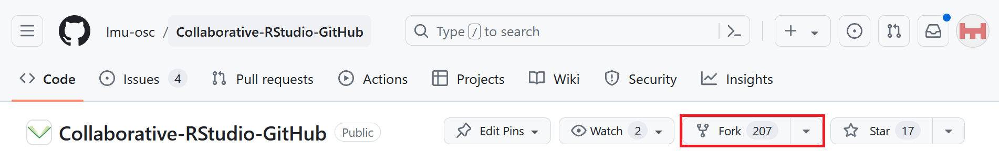 lmu-osc / Collaborative-RStudio-GitHub Type / to search
Code Issues 4 Pull requests Actions Projects Wiki Security Insights
Collaborative-RStudio-GitHub Public Edit Pins Watch 2 Fork 207 Star 17